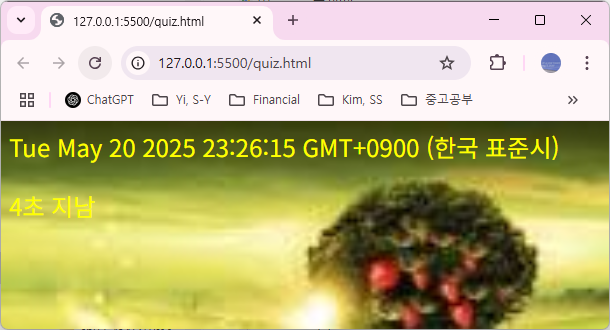 127.0.0.1:5500/quiz.html
127.0.0.1:5500/quiz.html
ChatGPT Yi, S-Y Financial Kim, SS 중고공부
Tue May 20 2025 23:26:15 GMT+0900 (한국 표준시)
4초 지남